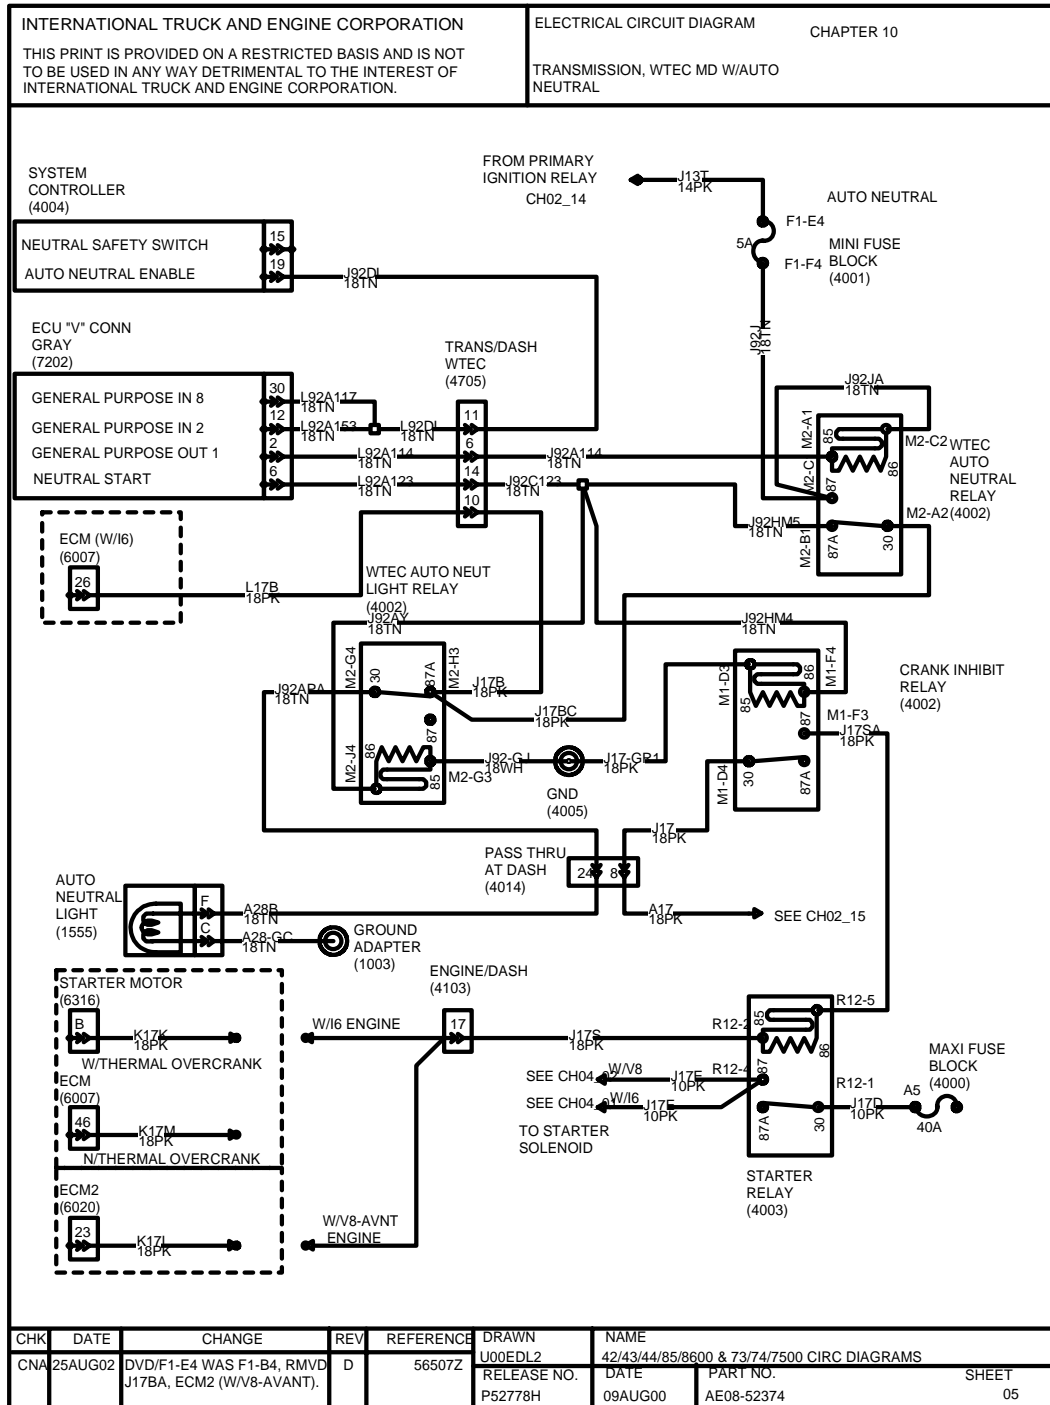 INTERNATIONAL TRUCK AND ENGINE CORPORATION
THIS PRINT IS PROVIDED ON A RESTRICTED BASIS AND IS NOT
TO BE USED IN ANY WAY DETRIMENTAL TO THE INTEREST OF
INTERNATIONAL TRUCK AND ENGINE CORPORATION.
ELECTRICAL CIRCUIT DIAGRAM
CHAPTER 10
TRANSMISSION, WTEC MD W/AUTO
NEUTRAL
SYSTEM
CONTROLLER
(4004)
NEUTRAL SAFETY SWITCH
15
AUTO NEUTRAL ENABLE
19
J92DL
18TN
FROM PRIMARY
IGNITION RELAY
CH02_14
J13T
14PK
AUTO NEUTRAL
F1-E4
5A
MINI FUSE
BLOCK
(4001)
F1-F4
J92J
18TN
ECU "V" CONN
GRAY
(7202)
GENERAL PURPOSE IN 8
30
L92A117
18TN
GENERAL PURPOSE IN 2
12
L92A153
18TN
L92DL
18TN
GENERAL PURPOSE OUT 1
2
L92A114
18TN
NEUTRAL START
6
L92A123
18TN
TRANS/DASH
WTEC
(4705)
11
6
14
10
J92A114
18TN
J92C123
18TN
J92JA
18TN
M2-A1
85
M2-C2
86
M2-C
87
WTEC
AUTO
NEUTRAL
RELAY
(4002)
M2-A2
J92HM5
18TN
M2-B1
87A
30
ECM (W/I6)
(6007)
26
L17B
18PK
WTEC AUTO NEUT
LIGHT RELAY
(4002)
J92AY
18TN
J92HM4
18TN
M2-G4
30
87A
M2-H3
J17B
18PK
J92APA
18TN
J17BC
18PK
87
M2-J4
86
85
M2-G3
J92-GJ
18WH
GND
(4005)
J17-GR1
18PK
M1-D3
85
86
M1-F4
CRANK INHIBIT
RELAY
(4002)
87
M1-F3
J17SA
18PK
M1-D4
30
87A
J17
18PK
PASS THRU
AT DASH
(4014)
24
8
A17
18PK
SEE CH02_15
AUTO
NEUTRAL
LIGHT
(1555)
F
A28B
18TN
C
A28-GC
18TN
GROUND
ADAPTER
(1003)
STARTER MOTOR
(6316)
B
K17K
18PK
W/THERMAL OVERCRANK
ECM
(6007)
46
K17M
18PK
N/THERMAL OVERCRANK
ECM2
(6020)
23
K17L
18PK
W/I6 ENGINE
ENGINE/DASH
(4103)
17
J17S
18PK
W/V8-AVNT
ENGINE
R12-2
85
R12-5
86
SEE CH04_02
W/V8
J17E
10PK
R12-4
87
SEE CH04_01
W/I6
J17E
10PK
TO STARTER
SOLENOID
87A
30
R12-1
J17D
10PK
STARTER
RELAY
(4003)
MAXI FUSE
BLOCK
(4000)
A5
40A
CHK DATE CHANGE REV REFERENCE
CNA 25AUG02 DVD/F1-E4 WAS F1-B4, RMVD D 56507Z
J17BA, ECM2 (W/V8-AVANT).
DRAWN
U00EDL2
NAME
42/43/44/85/8600 & 73/74/7500 CIRC DIAGRAMS
RELEASE NO.
P52778H
DATE
09AUG00
PART NO.
AE08-52374
SHEET
05